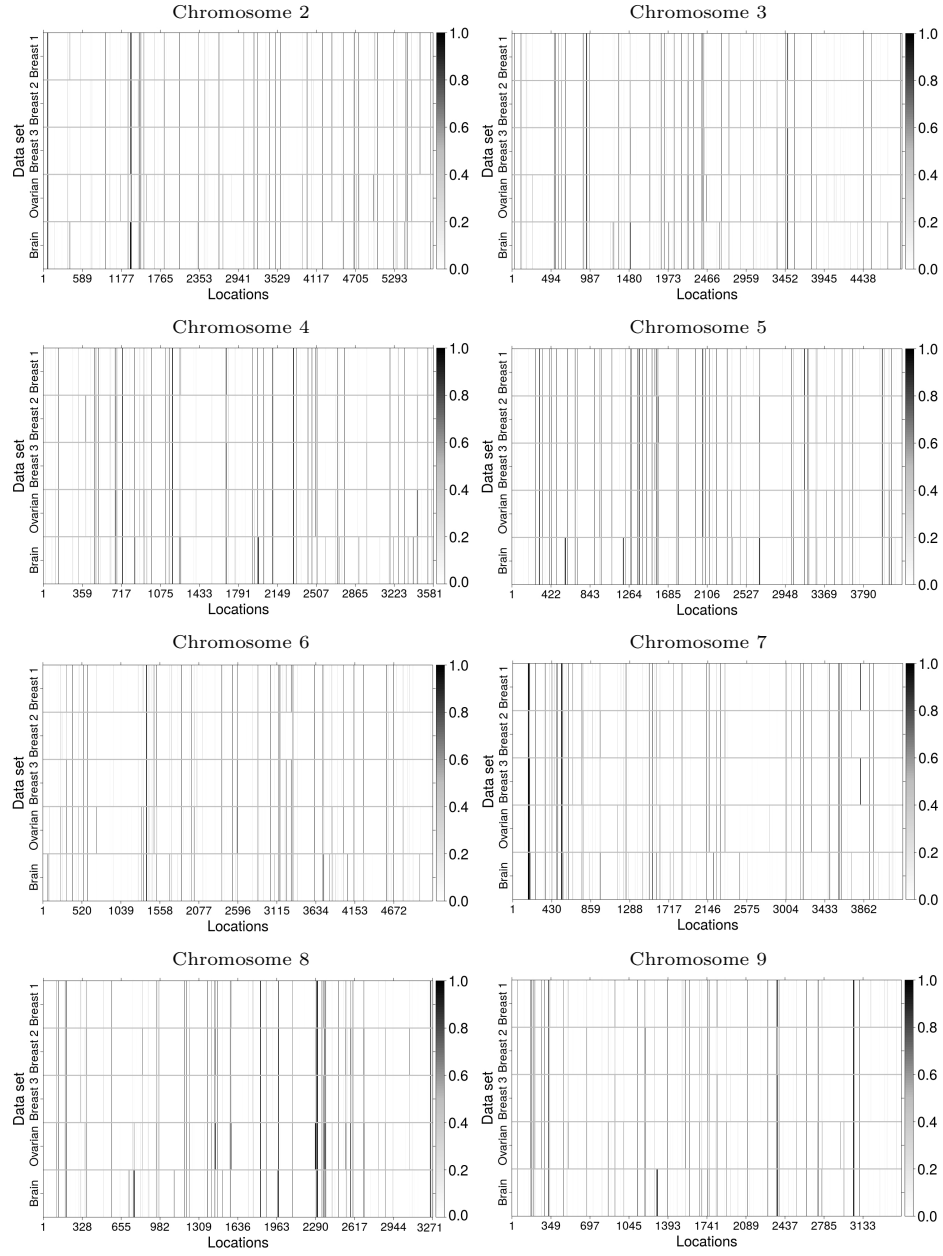 Chromosome 2
Data set
Breast 1
Breast 2
Breast 3
Ovarian
Brain
1 589 1177 1765 2353 2941 3529 4117 4705 5293
Locations
1.0
0.8
0.6
0.4
0.2
0.0
Chromosome 3
Data set
Breast 1
Breast 2
Breast 3
Ovarian
Brain
1 494 987 1480 1973 2466 2959 3452 3945 4438
Locations
1.0
0.8
0.6
0.4
0.2
0.0
Chromosome 4
Data set
Breast 1
Breast 2
Breast 3
Ovarian
Brain
1 359 717 1075 1433 1791 2149 2507 2865 3223 3581
Locations
1.0
0.8
0.6
0.4
0.2
0.0
Chromosome 5
Data set
Breast 1
Breast 2
Breast 3
Ovarian
Brain
1 422 843 1264 1685 2106 2527 2948 3369 3790
Locations
1.0
0.8
0.6
0.4
0.2
0.0
Chromosome 6
Data set
Breast 1
Breast 2
Breast 3
Ovarian
Brain
1 520 1039 1558 2077 2596 3115 3634 4153 4672
Locations
1.0
0.8
0.6
0.4
0.2
0.0
Chromosome 7
Data set
Breast 1
Breast 2
Breast 3
Ovarian
Brain
1 430 859 1288 1717 2146 2575 3004 3433 3862
Locations
1.0
0.8
0.6
0.4
0.2
0.0
Chromosome 8
Data set
Breast 1
Breast 2
Breast 3
Ovarian
Brain
1 328 655 982 1309 1636 1963 2290 2617 2944 3271
Locations
1.0
0.8
0.6
0.4
0.2
0.0
Chromosome 9
Data set
Breast 1
Breast 2
Breast 3
Ovarian
Brain
1 349 697 1045 1393 1741 2089 2437 2785 3133
Locations
1.0
0.8
0.6
0.4
0.2
0.0